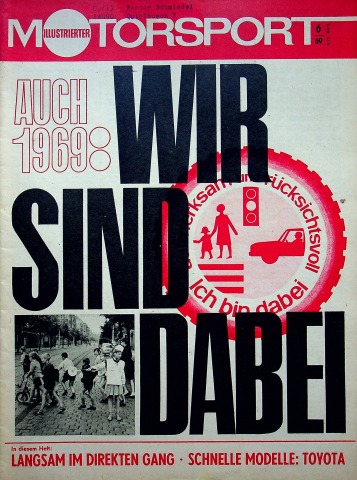 ILLUSTRIERTER
MOTORSPORT
6
69
AUCH
1969:
WIR
SIND
DABEI
rücksichtsvoll
ich bin dabei
In diesem Heft:
LANGSAM IM DIREKTEN GANG · SCHNELLE MODELLE: TOYOTA